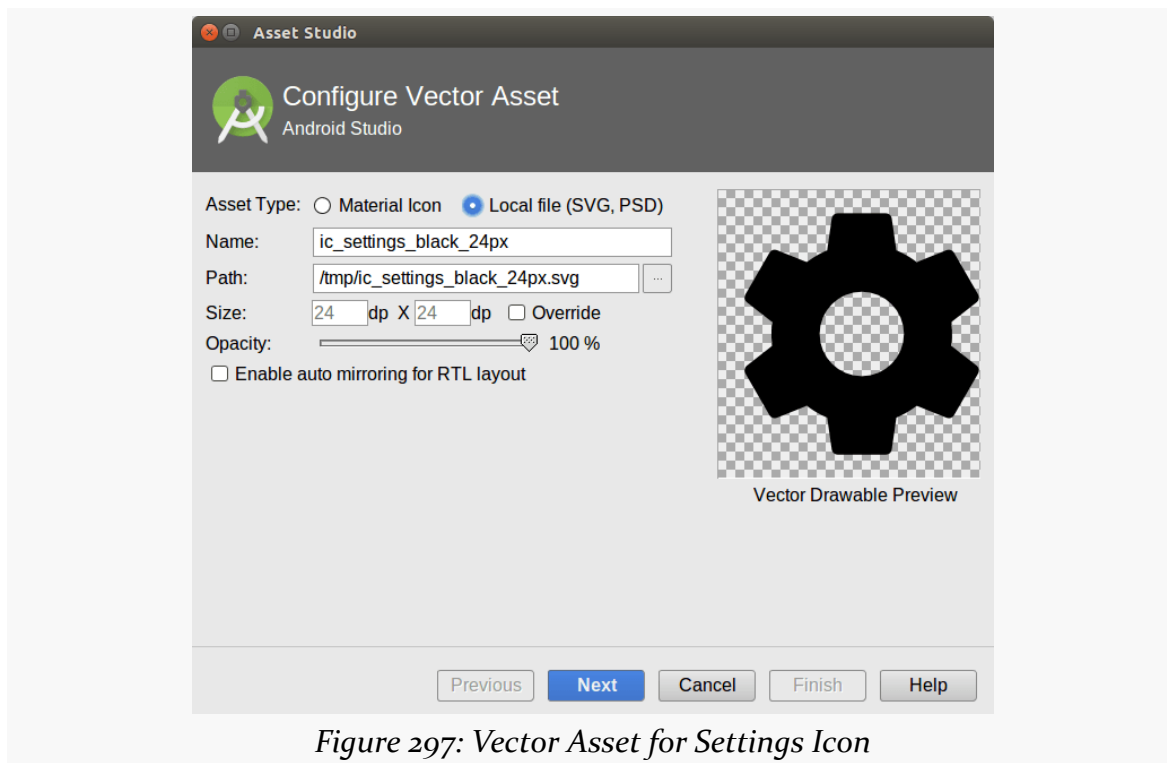 Asset Studio
Configure Vector Asset
Android Studio
Asset Type: Material Icon Local file (SVG, PSD)
Name: ic_settings_black_24px
Path: /tmp/ic_settings_black_24px.svg ...
Size: 24 dp X 24 dp Override
Opacity: 100 %
Enable auto mirroring for RTL layout
Vector Drawable Preview
Previous Next Cancel Finish Help
Figure 297: Vector Asset for Settings Icon